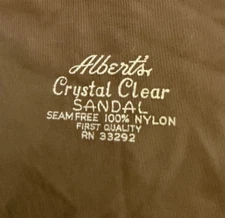 Albert's
Crystal Clear
SANDAL
SEAMFREE 100% NYLON
FIRST QUALITY
RN 33292